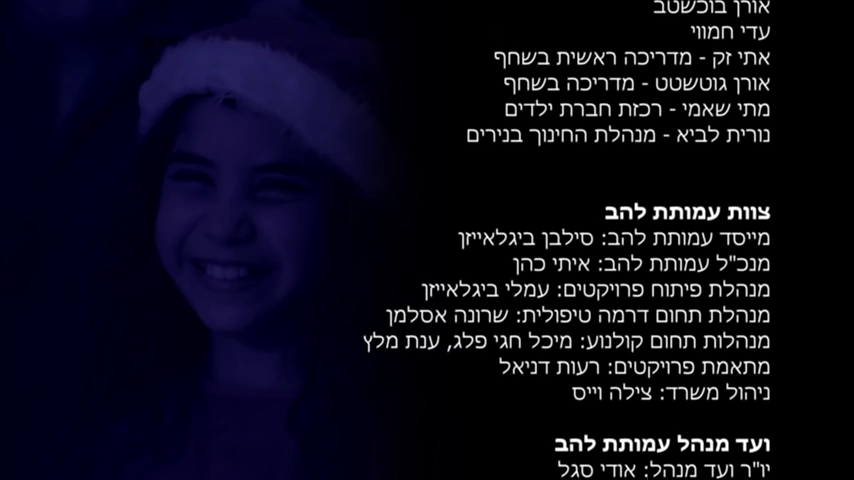 אורן בוכשטב
עדי חמווי
אתי זק - מדריכה ראשית בשחף
אורן גוטשטט - מדריכה בשחף
מתי שאמי - רכזת חברת ילדים
נורית לביא - מנהלת החינוך בנירים
צוות עמותת להב
מייסד עמותת להב: סילבן ביגלאייזן
מנכ"ל עמותת להב: איתי כהן
מנהלת פיתוח פרויקטים: עמלי ביגלאייזן
מנהלת תחום דרמה טיפולית: שרונה אסלמן
מנהלות תחום קולנוע: מיכל חגי פלג, ענת מלץ
מתאמת פרויקטים: רעות דניאל
ניהול משרד: צילה וייס
ועד מנהל עמותת להב
יו"ר ועד מנהל: אודי סגל